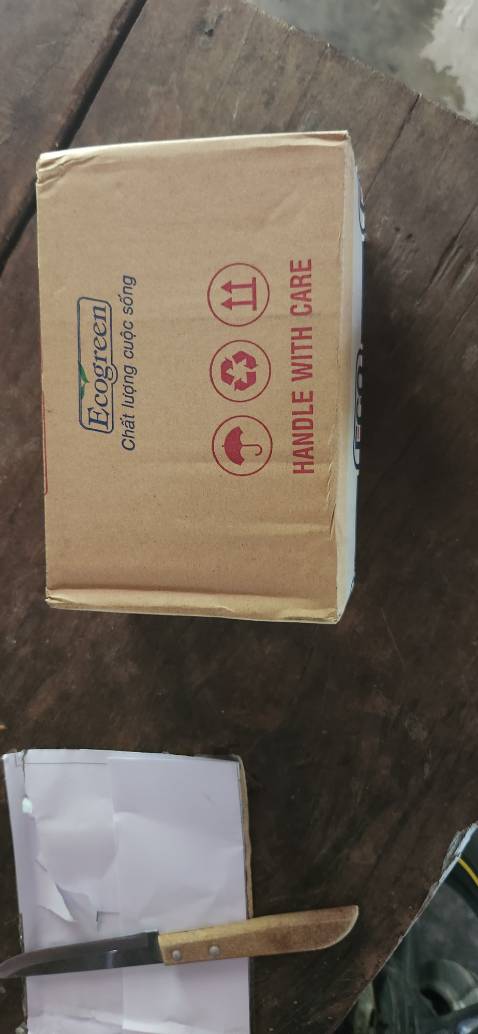 Ecogreen
Chất lượng cuộc sống
HANDLE WITH CARE